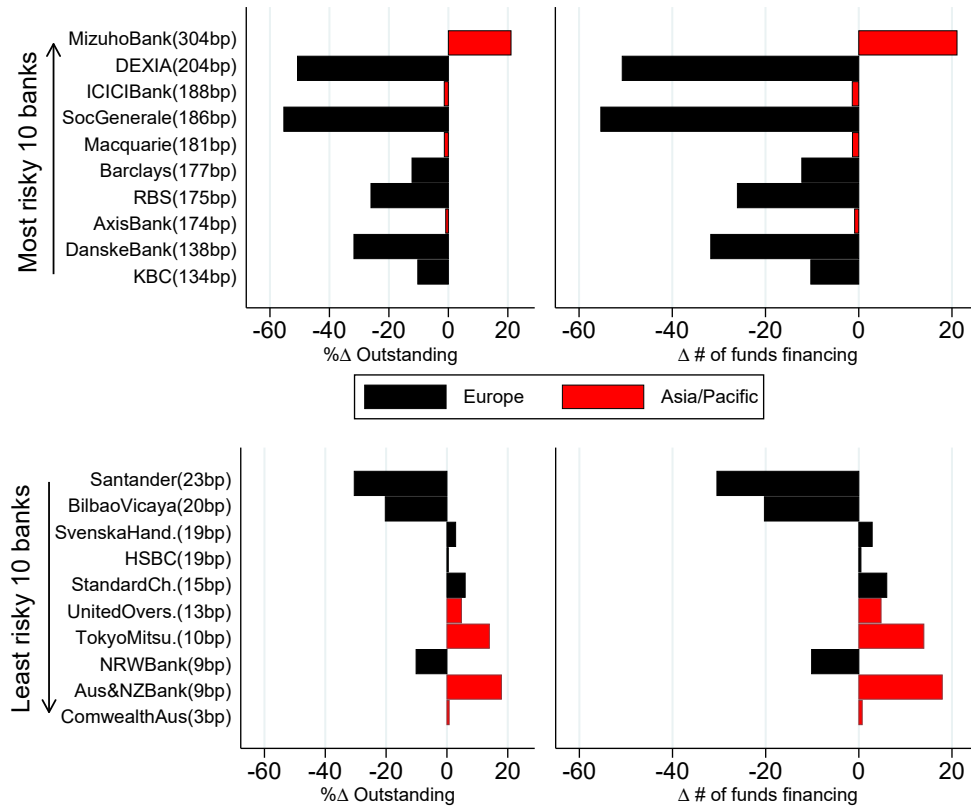 Most risky 10 banks
MizuhoBank(304bp)
DEXIA(204bp)
ICICIBank(188bp)
SocGenerale(186bp)
Macquarie(181bp)
Barclays(177bp)
RBS(175bp)
AxisBank(174bp)
DanskeBank(138bp)
KBC(134bp)
-60 -40 -20 0 20
%Δ Outstanding
-60 -40 -20 0 20
Δ # of funds financing
Europe Asia/Pacific
Least risky 10 banks
Santander(23bp)
BilbaoVicaya(20bp)
SvenskaHand.(19bp)
HSBC(19bp)
StandardCh.(15bp)
UnitedOvers.(13bp)
TokyoMitsu.(10bp)
NRWBank(9bp)
Aus&NZBank(9bp)
ComwealthAus(3bp)
-60 -40 -20 0 20
%Δ Outstanding
-60 -40 -20 0 20
Δ # of funds financing